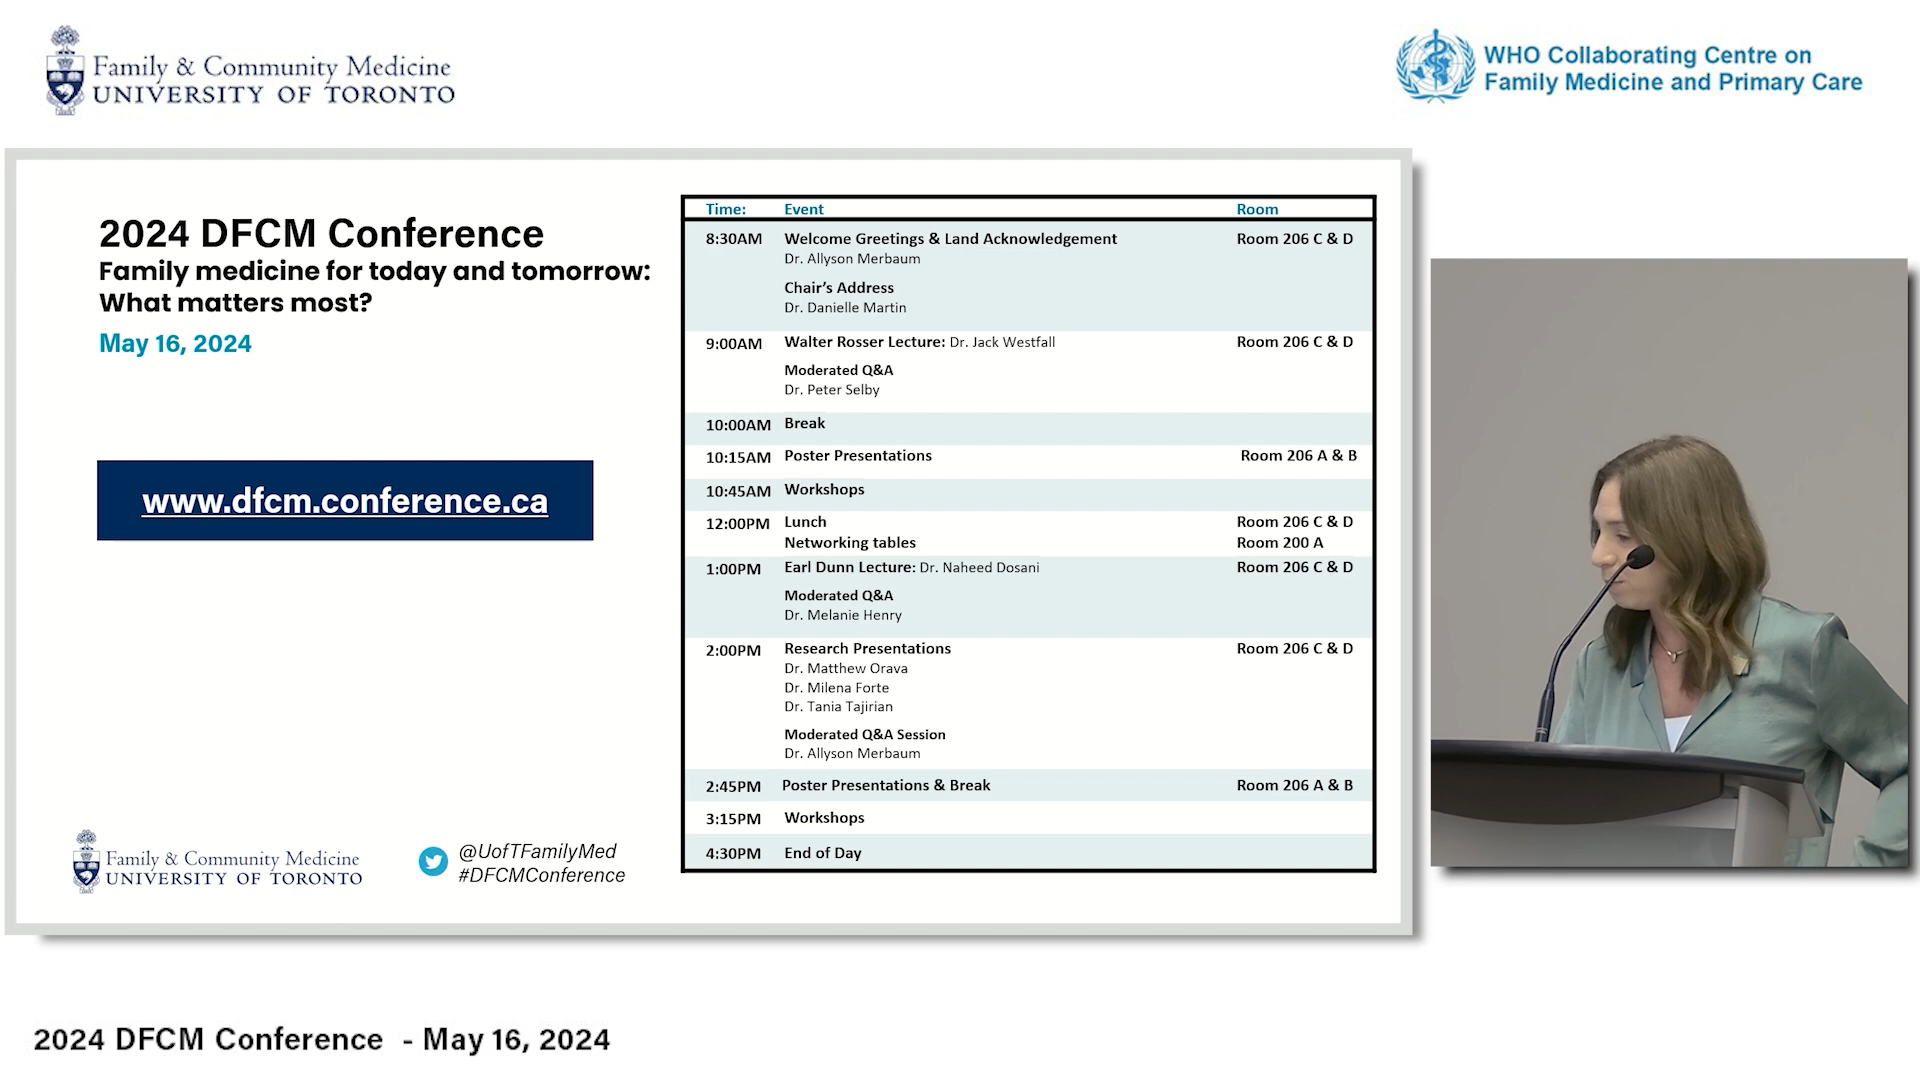 Family & Community Medicine
UNIVERSITY OF TORONTO
WHO Collaborating Centre on
Family Medicine and Primary Care
2024 DFCM Conference
Family medicine for today and tomorrow:
What matters most?
May 16, 2024
www.dfcm.conference.ca
Family & Community Medicine
UNIVERSITY OF TORONTO
@UofTFamilyMed
#DFCMConference
Time: Event Room
8:30AM Welcome Greetings & Land Acknowledgement Room 206 C & D
Dr. Allyson Merbaum
Chair's Address
Dr. Danielle Martin
9:00AM Walter Rosser Lecture: Dr. Jack Westfall Room 206 C & D
Moderated Q&A
Dr. Peter Selby
10:00AM Break
10:15AM Poster Presentations Room 206 A & B
10:45AM Workshops
12:00PM Lunch Room 206 C & D
Networking tables Room 200 A
1:00PM Earl Dunn Lecture: Dr. Naheed Dosani Room 206 C & D
Moderated Q&A
Dr. Melanie Henry
2:00PM Research Presentations Room 206 C & D
Dr. Matthew Orava
Dr. Milena Forte
Dr. Tania Tajirian
Moderated Q&A Session
Dr. Allyson Merbaum
2:45PM Poster Presentations & Break Room 206 A & B
3:15PM Workshops
4:30PM End of Day
2024 DFCM Conference - May 16, 2024